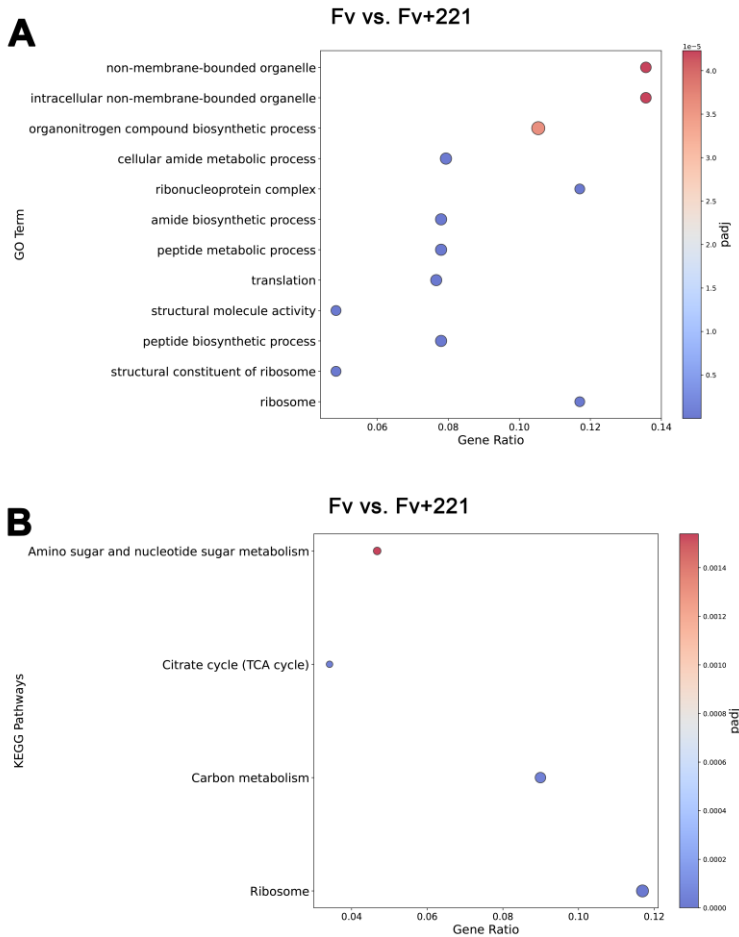 A
Fv vs. Fv+221
GO Term
non-membrane-bounded organelle
intracellular non-membrane-bounded organelle
organonitrogen compound biosynthetic process
cellular amide metabolic process
ribonucleoprotein complex
amide biosynthetic process
peptide metabolic process
translation
structural molecule activity
peptide biosynthetic process
structural constituent of ribosome
ribosome
0.06 0.08 0.10 0.12 0.14
Gene Ratio
1e−5
4.0
3.5
3.0
2.5
2.0
1.5
1.0
0.5
padj
B
Fv vs. Fv+221
KEGG Pathways
Amino sugar and nucleotide sugar metabolism
Citrate cycle (TCA cycle)
Carbon metabolism
Ribosome
0.04 0.06 0.08 0.10 0.12
Gene Ratio
0.0014
0.0012
0.0010
0.0008
0.0006
0.0004
0.0002
0.0000
padj